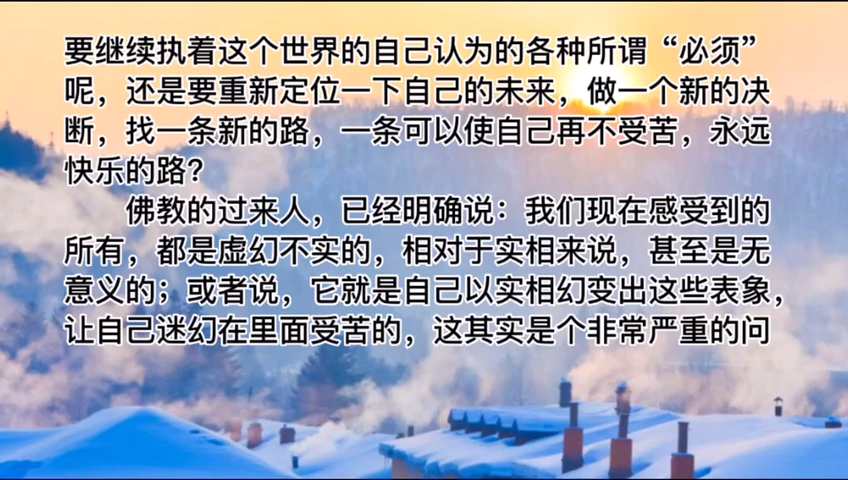 要继续执着这个世界的自己认为的各种所谓“必须”
呢，还是要重新定位一下自己的未来，做一个新的决
断，找一条新的路，一条可以使自己再不受苦，永远
快乐的路？
佛教的过来人，已经明确说：我们现在感受到的
所有，都是虚幻不实的，相对于实相来说，甚至是无
意义的；或者说，它就是自己以实相幻变出这些表象，
让自己迷幻在里面受苦的，这其实是个非常严重的问